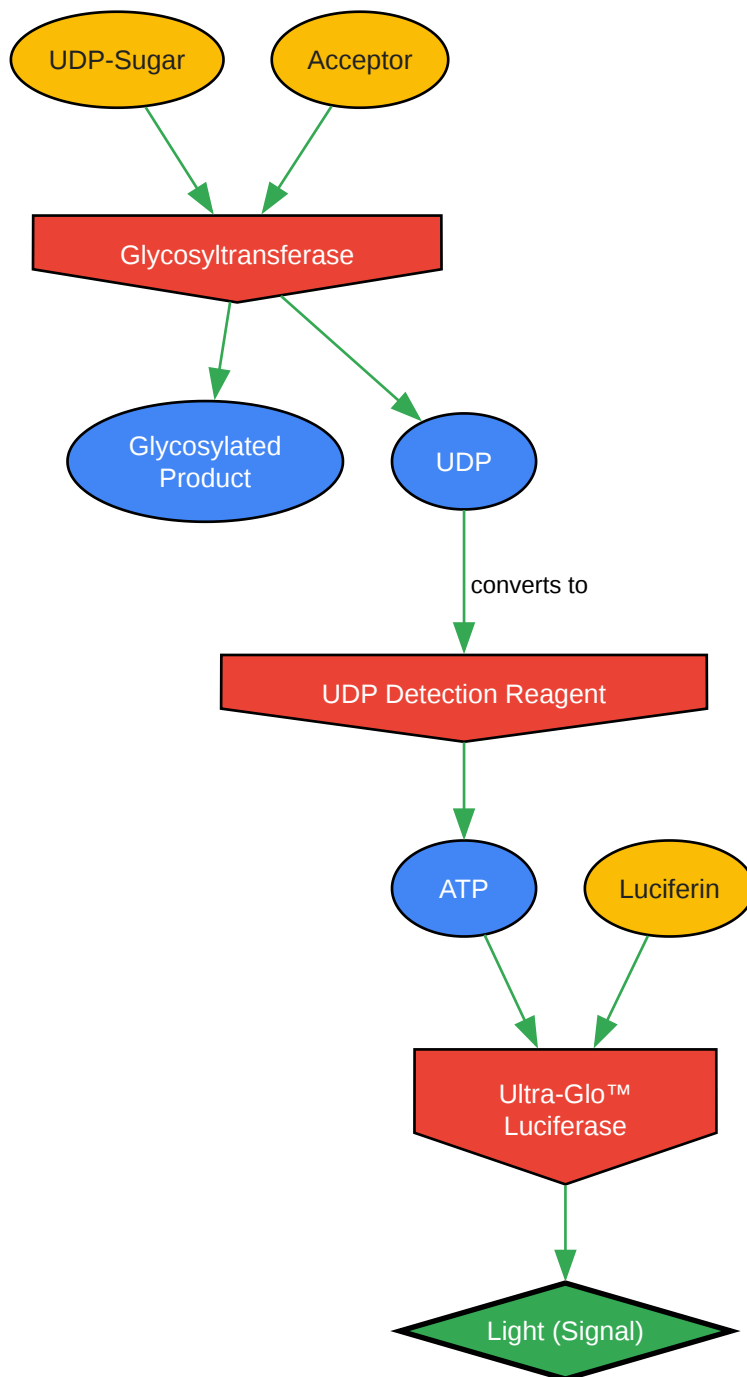 UDP-Sugar
Acceptor
Glycosyltransferase
Glycosylated
Product
UDP
converts to
UDP Detection Reagent
ATP
Luciferin
Ultra-Glo™
Luciferase
Light (Signal)